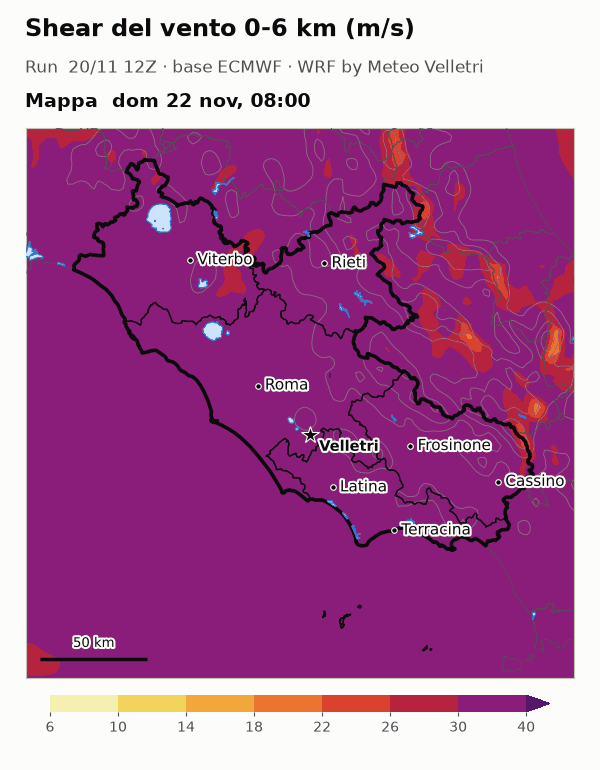 Shear del vento 0-6 km (m/s)
Run  20/11 12Z · base ECMWF · WRF by Meteo Velletri
Mappa  dom 22 nov, 08:00
Viterbo
Rieti
Roma
Velletri
Frosinone
Cassino
Latina
Terracina
50 km
6 10 14 18 22 26 30 40